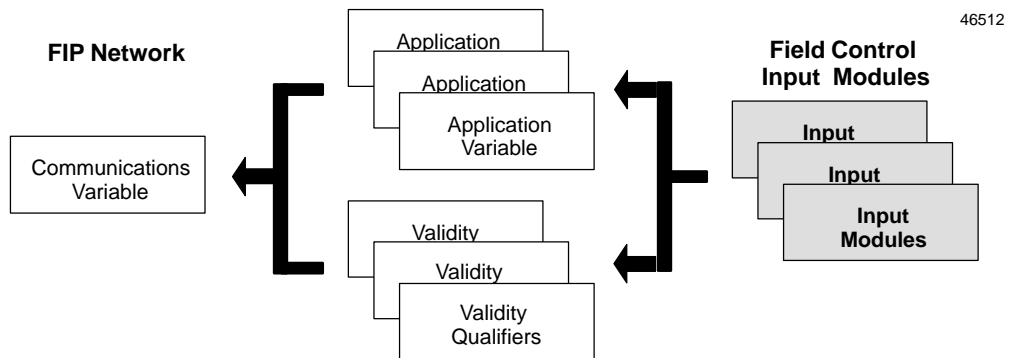 46512
FIP Network
Communications
Variable
Application
Application
Application
Variable
Validity
Validity
Validity
Qualifiers
Field Control
Input Modules
Input
Input
Input
Modules